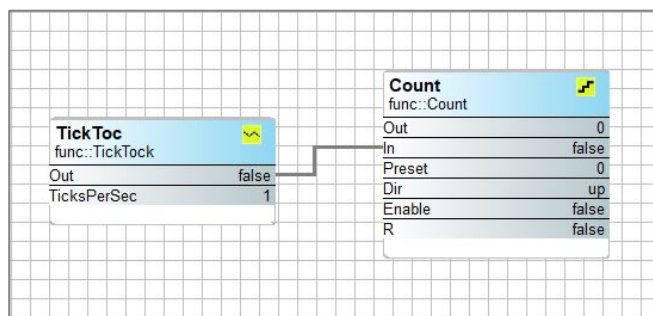 TickToc
func::TickTock
Out false
TicksPerSec 1
Count
func::Count
Out 0
In false
Preset 0
Dir up
Enable false
R false